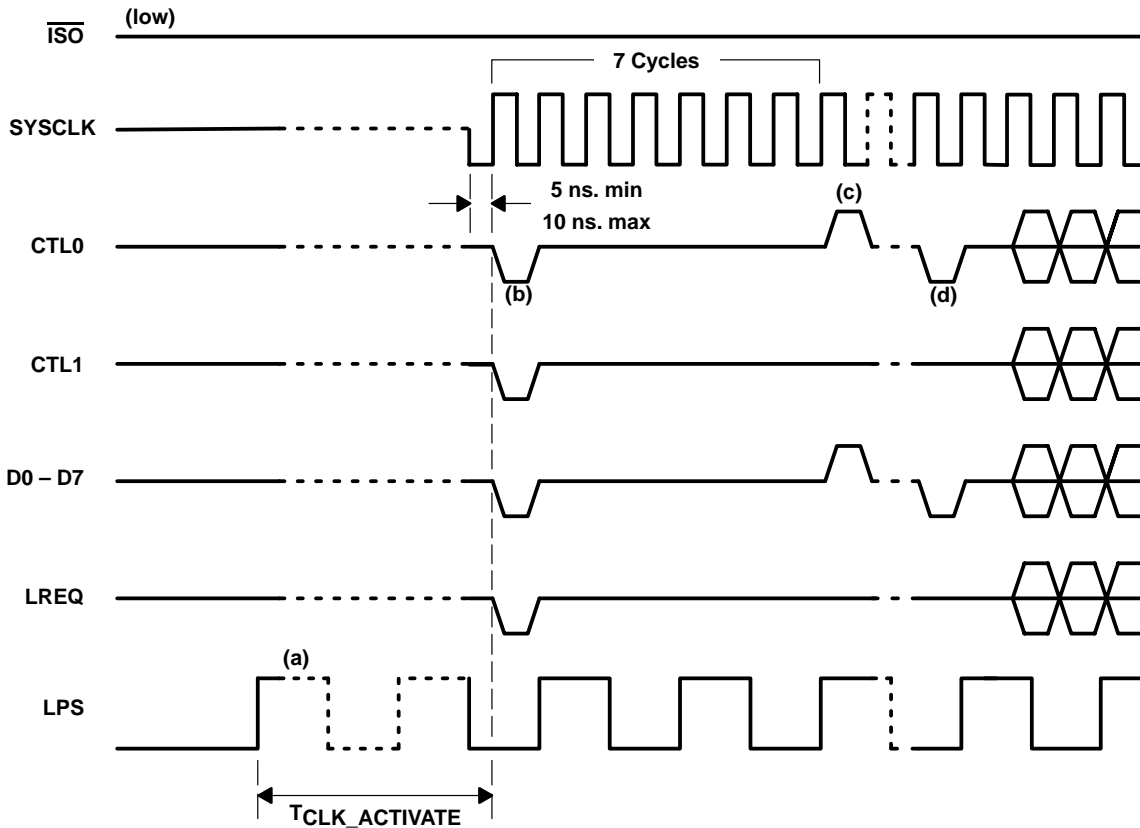 (low)
ISO
7 Cycles
SYSCLK
5 ns. min
10 ns. max
(c)
CTL0
(b)
(d)
CTL1
D0 – D7
LREQ
(a)
LPS
TCLK_ACTIVATE